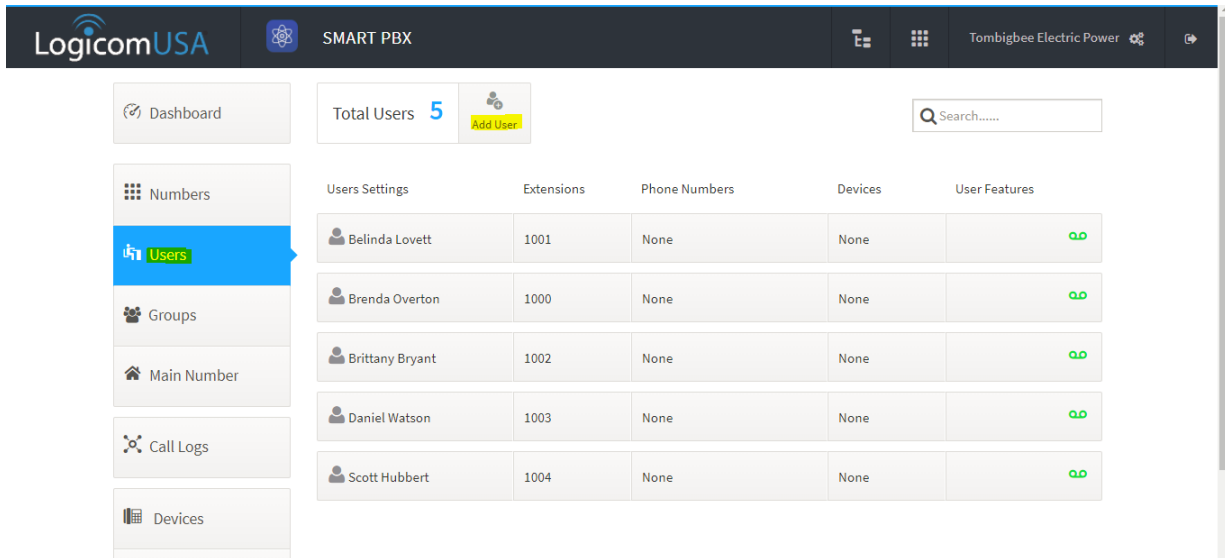 LogicomUSA SMART PBX Tombigbee Electric Power
Dashboard
Total Users 5
Add User
Search......
Numbers
Users
Groups
Main Number
Call Logs
Devices
Users Settings Extensions Phone Numbers Devices User Features
Belinda Lovett 1001 None None
Brenda Overton 1000 None None
Brittany Bryant 1002 None None
Daniel Watson 1003 None None
Scott Hubbert 1004 None None